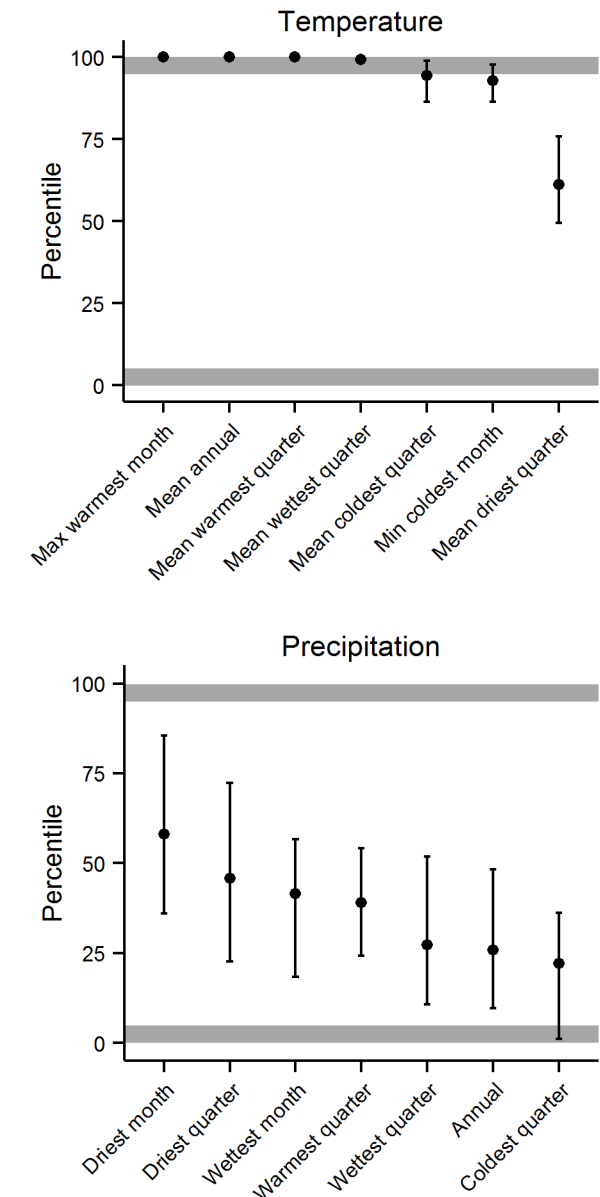 Temperature
Percentile
100
75
50
25
0
Max warmest month
Mean annual
Mean warmest quarter
Mean wettest quarter
Mean coldest quarter
Min coldest month
Mean driest quarter
Precipitation
Percentile
100
75
50
25
0
Driest month
Driest quarter
Wettest month
Warmest quarter
Wettest quarter
Annual
Coldest quarter